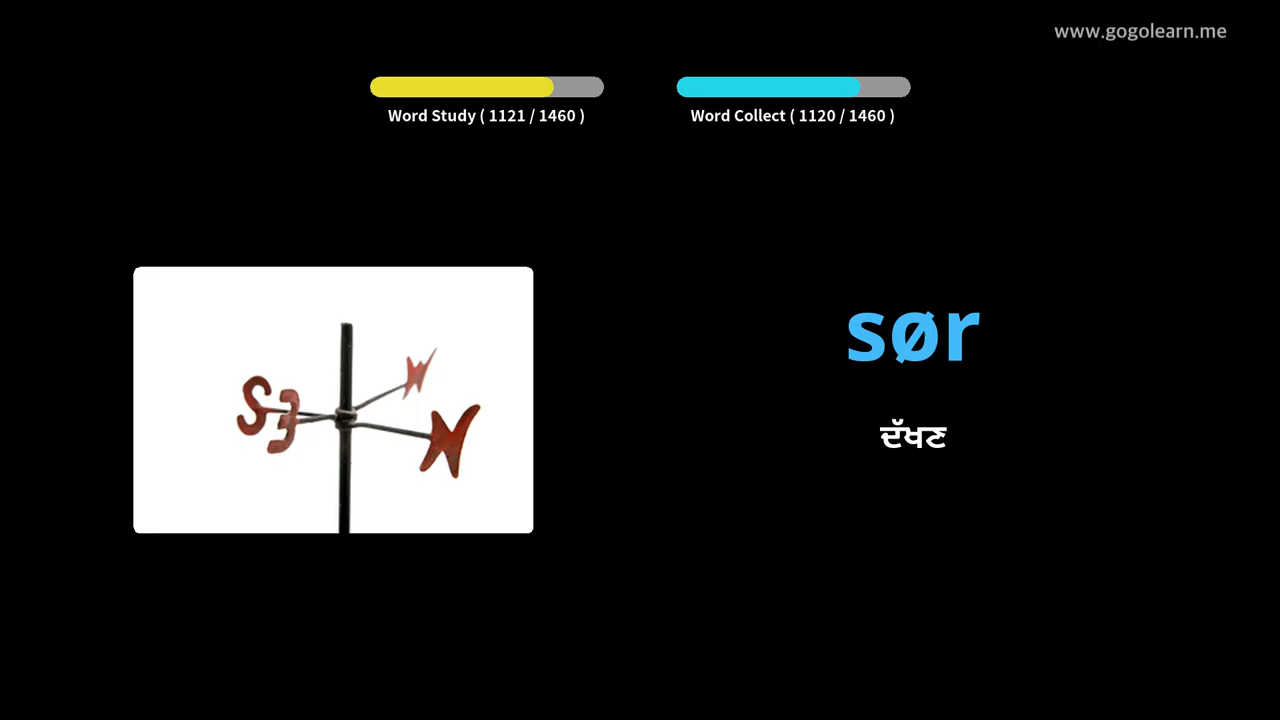 www.gogolearn.me
Word Study ( 1121 / 1460 )
Word Collect ( 1120 / 1460 )
S E W N
sør
ਦੱਖਣ